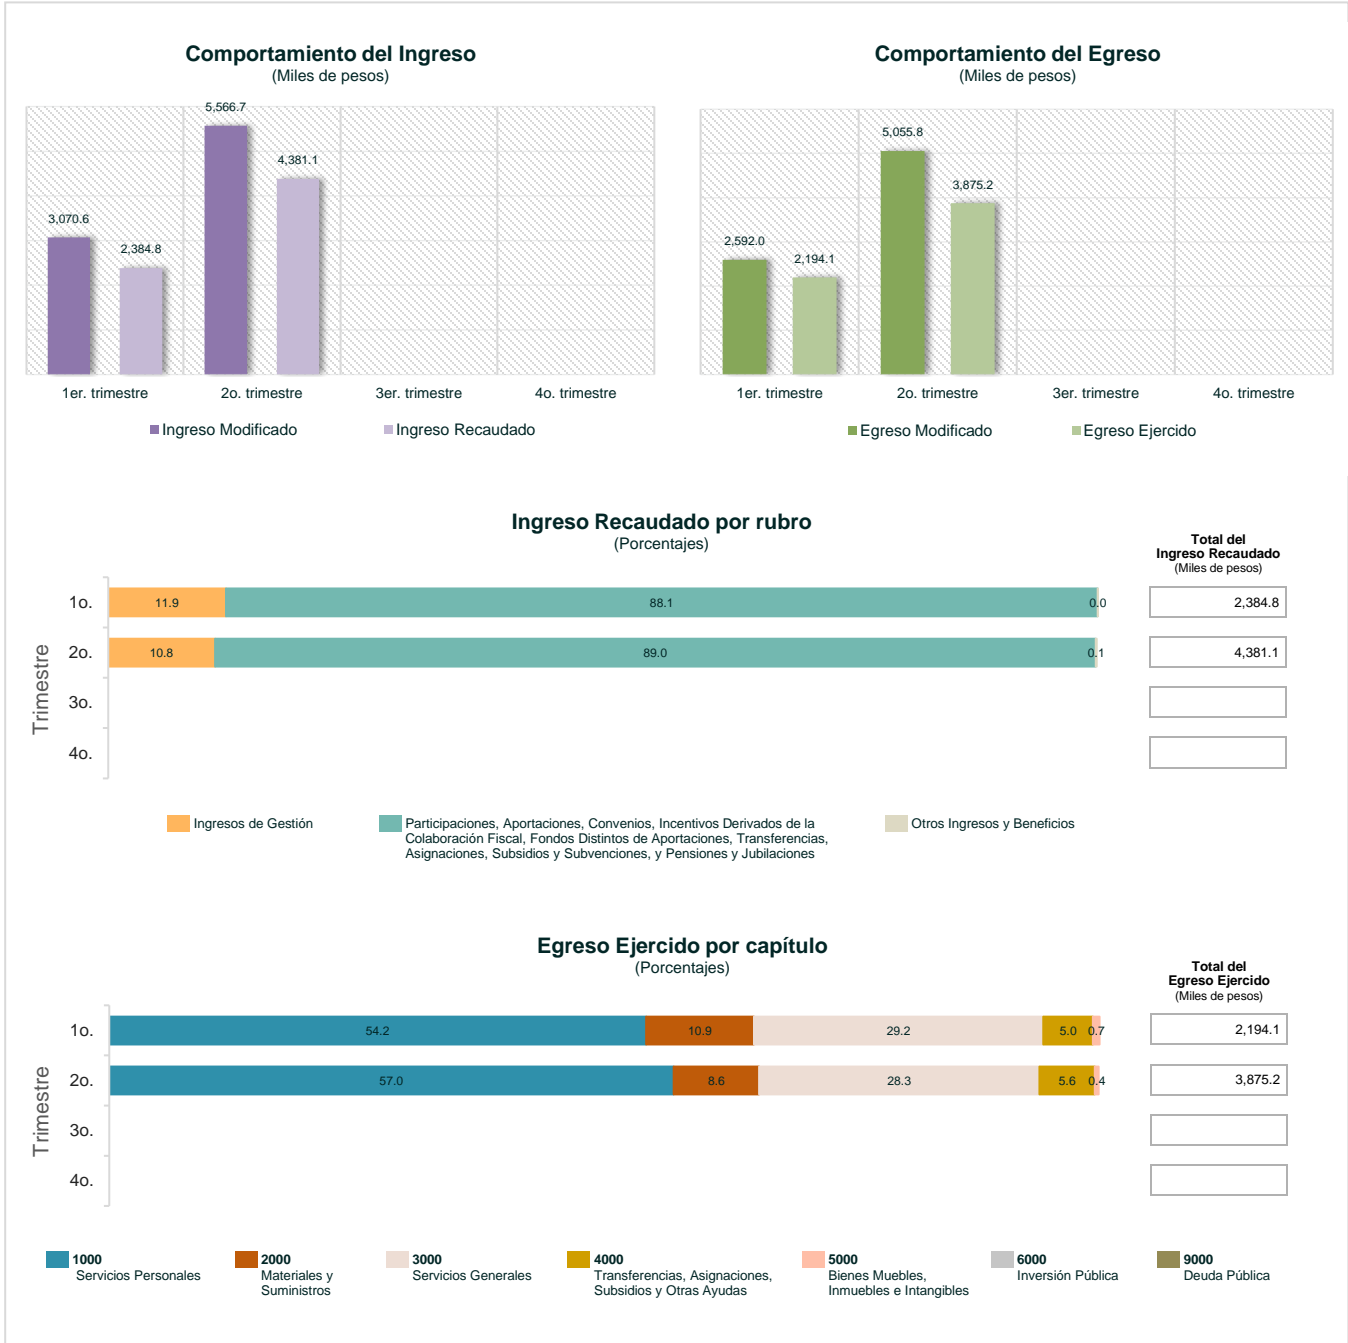 Comportamiento del Ingreso
(Miles de pesos)
5,566.7
4,381.1
3,070.6
2,384.8
1er. trimestre 2o. trimestre 3er. trimestre 4o. trimestre
Ingreso Modificado Ingreso Recaudado
Comportamiento del Egreso
(Miles de pesos)
5,055.8
3,875.2
2,592.0
2,194.1
1er. trimestre 2o. trimestre 3er. trimestre 4o. trimestre
Egreso Modificado Egreso Ejercido
Ingreso Recaudado por rubro
(Porcentajes)
Total del
Ingreso Recaudado
(Miles de pesos)
Trimestre
1o. 11.9 88.1 0.0 2,384.8
2o. 10.8 89.0 0.1 4,381.1
3o.
4o.
Ingresos de Gestión
Participaciones, Aportaciones, Convenios, Incentivos Derivados de la
Colaboración Fiscal, Fondos Distintos de Aportaciones, Transferencias,
Asignaciones, Subsidios y Subvenciones, y Pensiones y Jubilaciones
Otros Ingresos y Beneficios
Egreso Ejercido por capítulo
(Porcentajes)
Total del
Egreso Ejercido
(Miles de pesos)
Trimestre
1o. 54.2 10.9 29.2 5.0 0.7 2,194.1
2o. 57.0 8.6 28.3 5.6 0.4 3,875.2
3o.
4o.
1000
Servicios Personales
2000
Materiales y
Suministros
3000
Servicios Generales
4000
Transferencias, Asignaciones,
Subsidios y Otras Ayudas
5000
Bienes Muebles,
Inmuebles e Intangibles
6000
Inversión Pública
9000
Deuda Pública